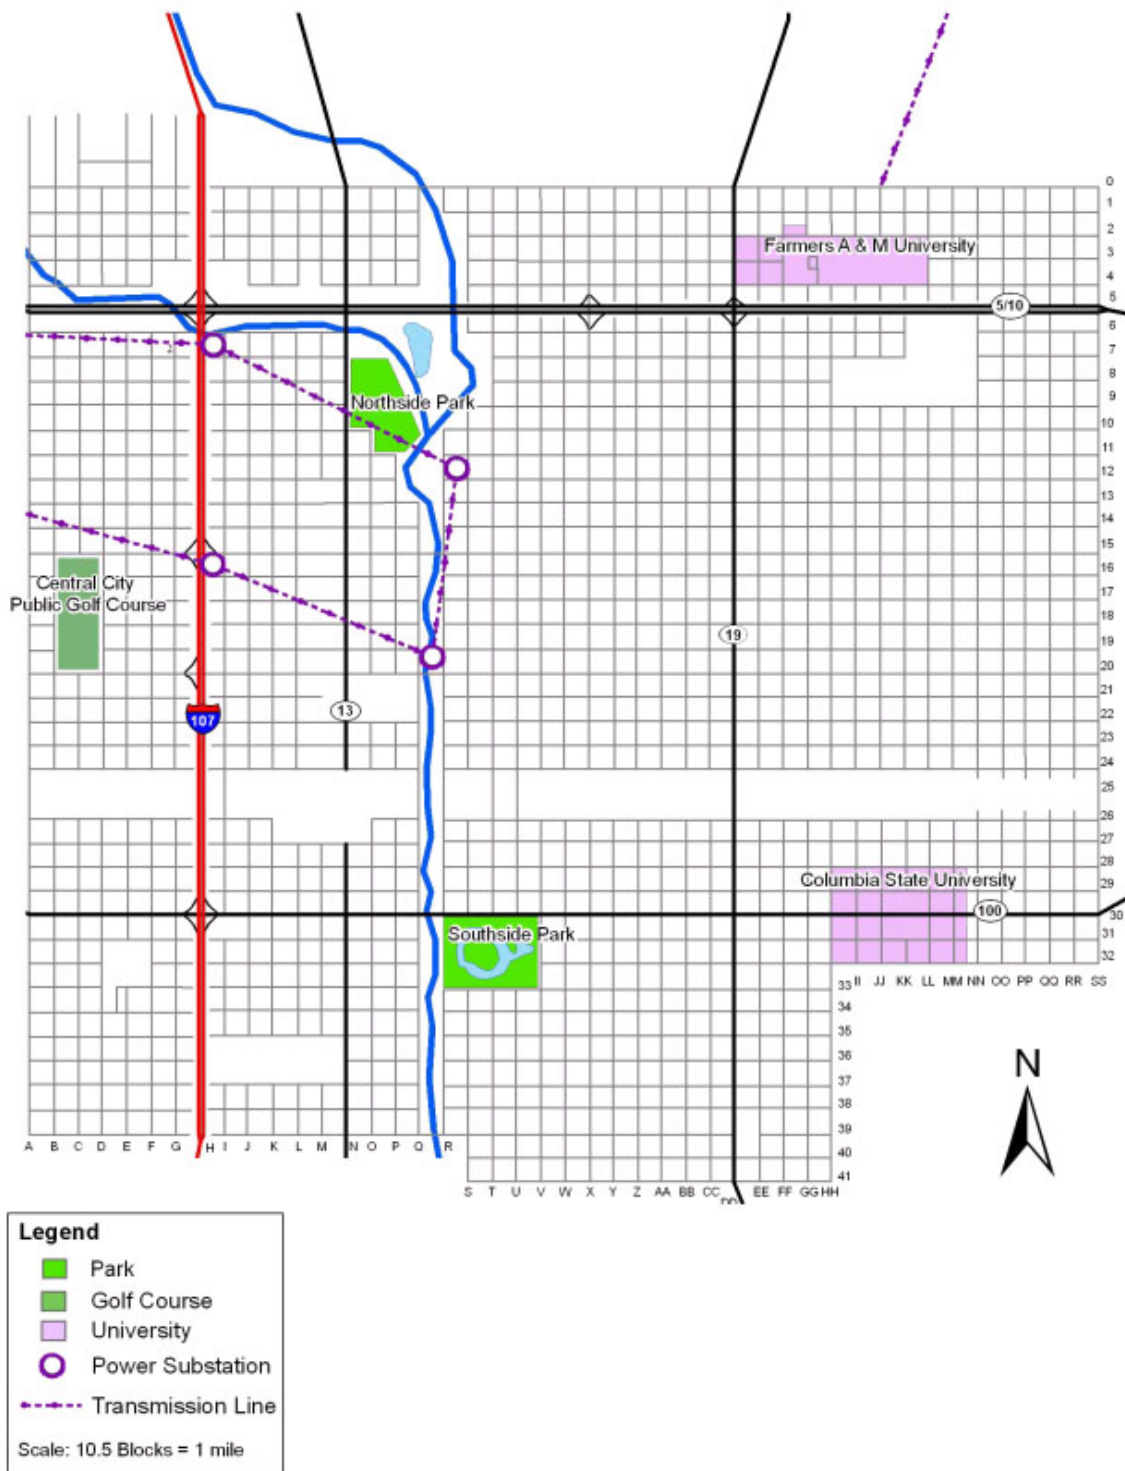 0
1
2
Farmers A & M University
3
4
5
5/10
6
7
8
9
Northside Park
10
11
12
13
14
15
16
Central City
Public Golf Course
17
18
19
19
20
21
13
22
107
23
24
25
26
27
28
Columbia State University
29
100
30
31
Southside Park
32
33 II JJ KK LL MM NN OO PP QQ RR SS
34
35
36
N
37
38
39
A B C D E F G H I J K L M N O P Q R
40
41
S T U V W X Y Z AA BB CC DD EE FF GG HH
Legend
Park
Golf Course
University
Power Substation
Transmission Line
Scale: 10.5 Blocks = 1 mile